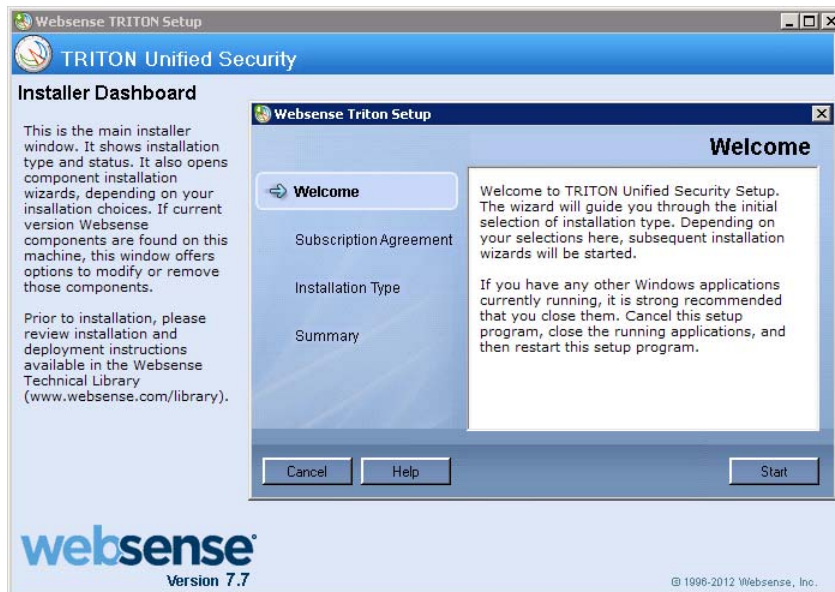 Websense TRITON Setup
TRITON Unified Security
Installer Dashboard
This is the main installer
window. It shows installation
type and status. It also opens
component installation
wizards, depending on your
insallation choices. If current
version Websense
components are found on this
machine, this window offers
options to modify or remove
those components.
Prior to installation, please
review installation and
deployment instructions
available in the Websense
Technical Library
(www.websense.com/library).
Websense Triton Setup
Welcome
Welcome
Subscription Agreement
Installation Type
Summary
Welcome to TRITON Unified Security Setup.
The wizard will guide you through the initial
selection of installation type. Depending on
your selections here, subsequent installation
wizards will be started.
If you have any other Windows applications
currently running, it is strong recommended
that you close them. Cancel this setup
program, close the running applications, and
then restart this setup program.
Cancel
Help
Start
websense
Version 7.7
© 1996-2012 Websense, Inc.